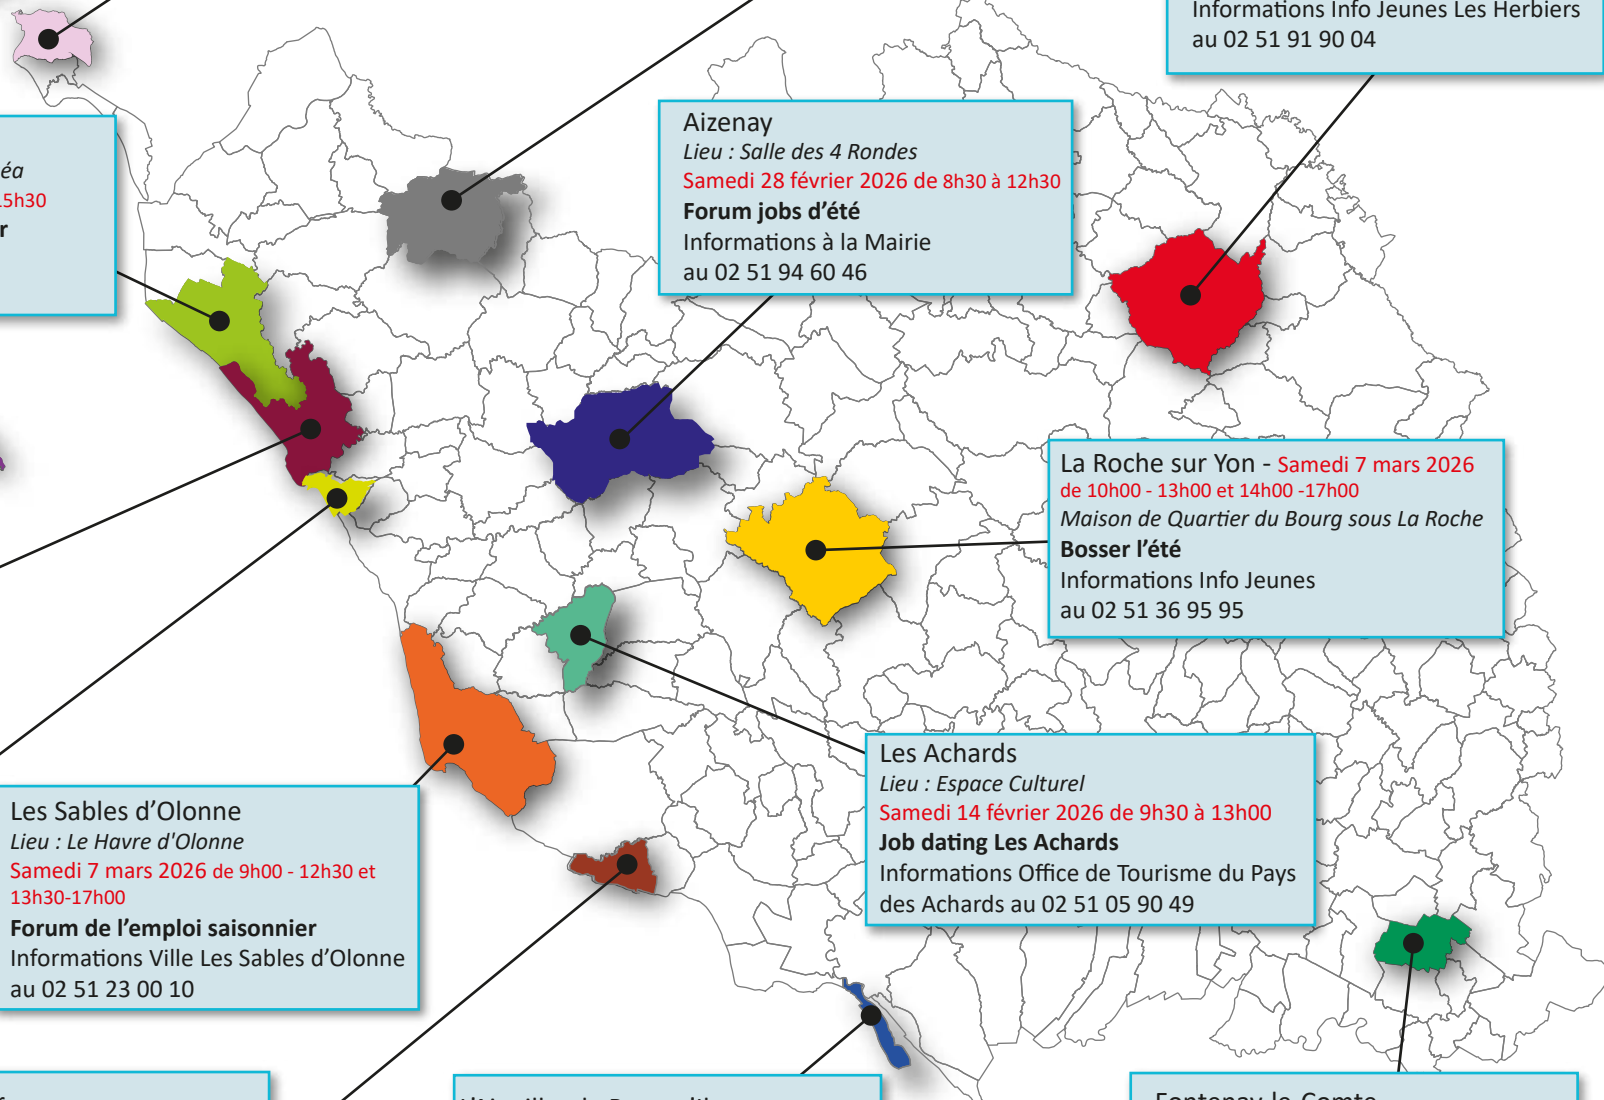 Informations Info Jeunes Les Herbiers
au 02 51 91 90 04
Aizenay
Lieu : Salle des 4 Rondes
Samedi 28 février 2026 de 8h30 à 12h30
Forum jobs d’été
Informations à la Mairie
au 02 51 94 60 46
La Roche sur Yon - Samedi 7 mars 2026
de 10h00 - 13h00 et 14h00 -17h00
Maison de Quartier du Bourg sous La Roche
Bosser l’été
Informations Info Jeunes
au 02 51 36 95 95
Les Achards
Lieu : Espace Culturel
Samedi 14 février 2026 de 9h30 à 13h00
Job dating Les Achards
Informations Office de Tourisme du Pays
des Achards au 02 51 05 90 49
Les Sables d’Olonne
Lieu : Le Havre d'Olonne
Samedi 7 mars 2026 de 9h00 - 12h30 et
13h30-17h00
Forum de l’emploi saisonnier
Informations Ville Les Sables d’Olonne
au 02 51 23 00 10
Fontenay le Comte